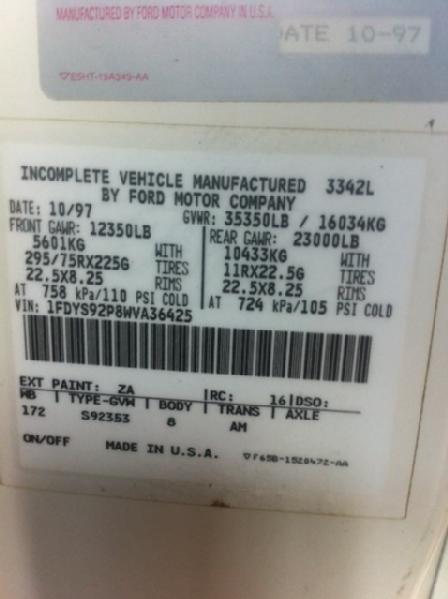 MANUFACTURED BY FORD MOTOR COMPANY IN U.S.A.
DATE 10-97
INCOMPLETE VEHICLE MANUFACTURED 3342L
BY FORD MOTOR COMPANY
DATE: 10/97 GVWR: 35350LB / 16034KG
FRONT GAWR: 12350LB REAR GAWR: 23000LB
5601KG WITH 10433KG WITH
295/75RX225G TIRES 11RX22.5G TIRES
22.5X8.25 RIMS 22.5X8.25 RIMS
AT 758 kPa/110 PSI COLD AT 724 kPa/105 PSI COLD
VIN: 1FDYS92P8WVA36425
EXT PAINT: ZA RC: 16 DSO:
WB TYPE-GVW BODY TRANS AXLE
172 S92353 8 AM
ON/OFF MADE IN U.S.A. F65B-1520472-AA